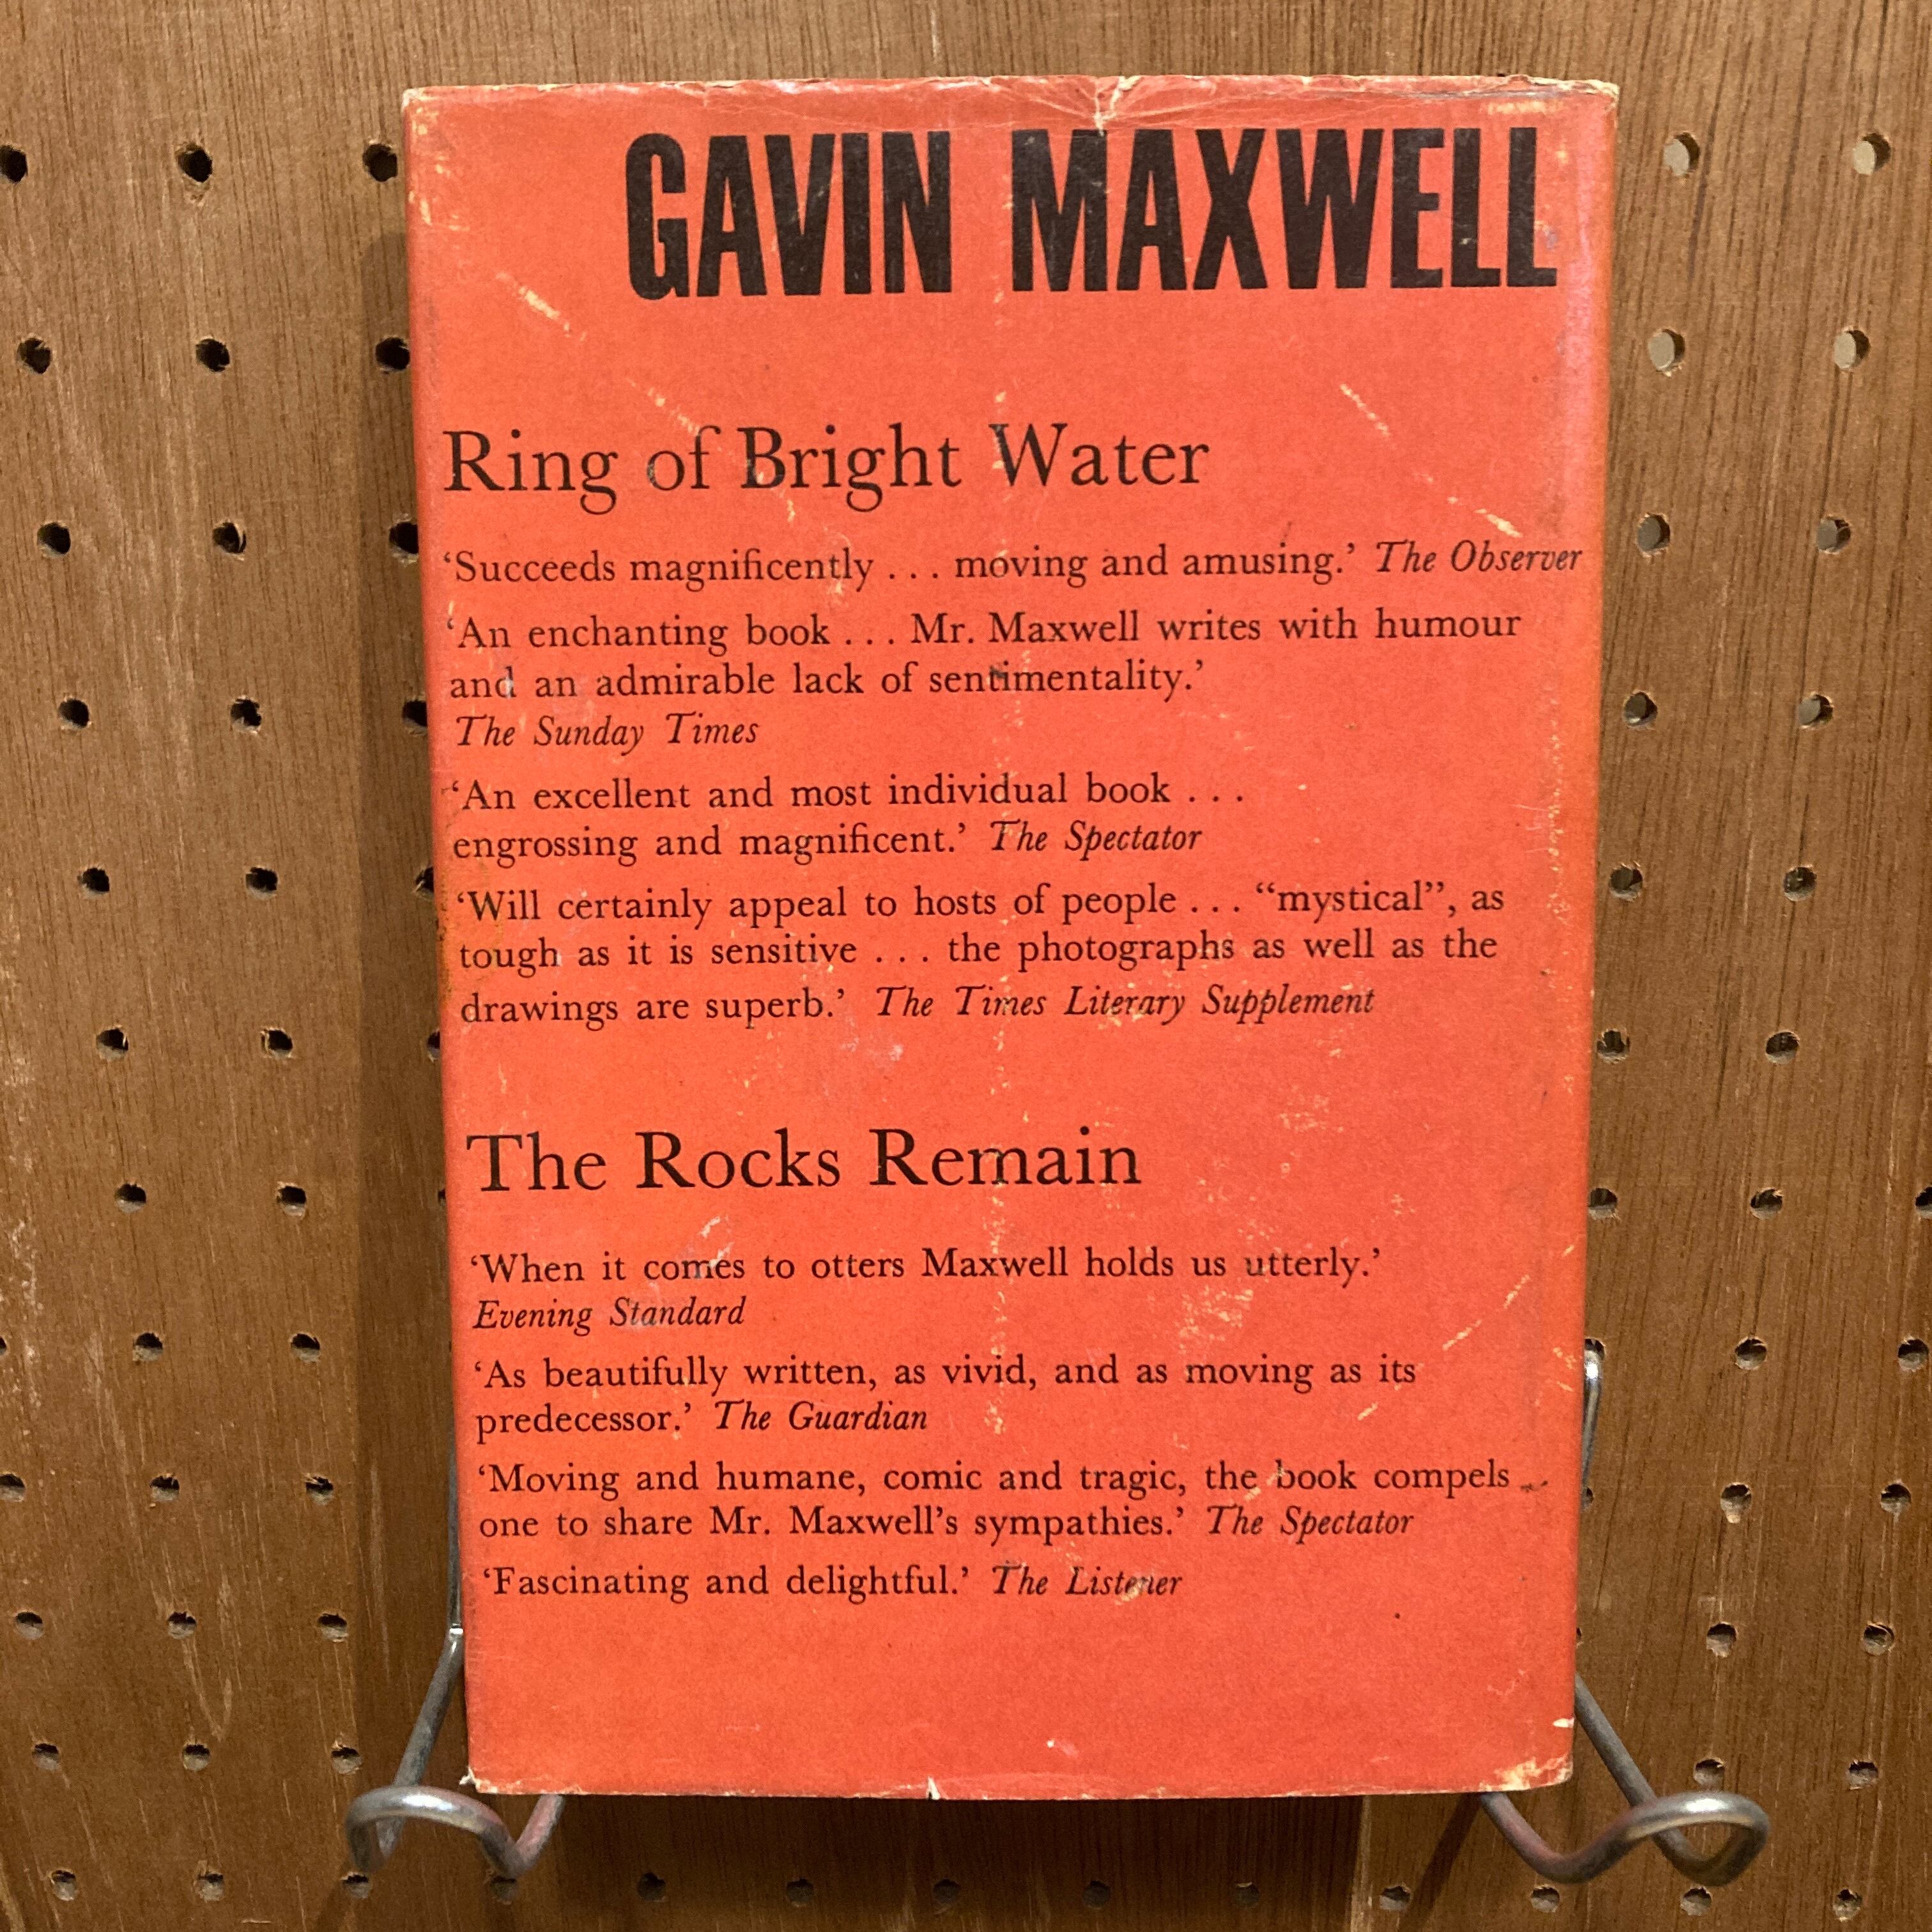 GAVIN MAXWELL
Ring of Bright Water
‘Succeeds magnificently . . . moving and amusing.’ The Observer
‘An enchanting book . . . Mr. Maxwell writes with humour
and an admirable lack of sentimentality.’
The Sunday Times
‘An excellent and most individual book . . .
engrossing and magnificent.’ The Spectator
‘Will certainly appeal to hosts of people . . . “mystical”, as
tough as it is sensitive . . . the photographs as well as the
drawings are superb.’ The Times Literary Supplement
The Rocks Remain
‘When it comes to otters Maxwell holds us utterly.’
Evening Standard
‘As beautifully written, as vivid, and as moving as its
predecessor.’ The Guardian
‘Moving and humane, comic and tragic, the book compels
one to share Mr. Maxwell’s sympathies.’ The Spectator
‘Fascinating and delightful.’ The Listener